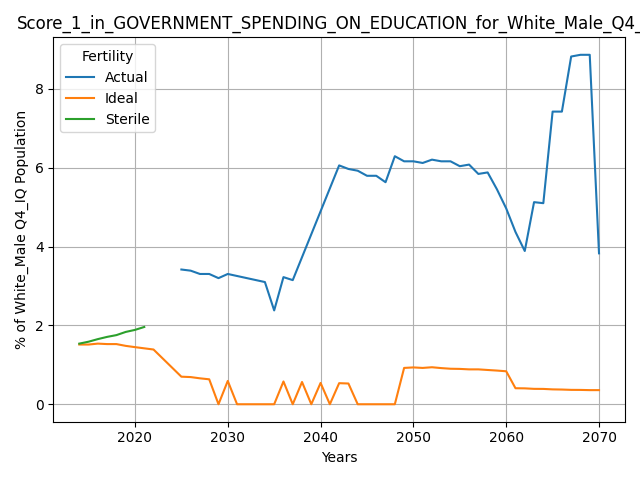 Score_1_in_GOVERNMENT_SPENDING_ON_EDUCATION_for_White_Male_Q4_
Fertility
Actual
Ideal
Sterile
% of White_Male Q4_IQ Population
8
6
4
2
0
2020 2030 2040 2050 2060 2070
Years